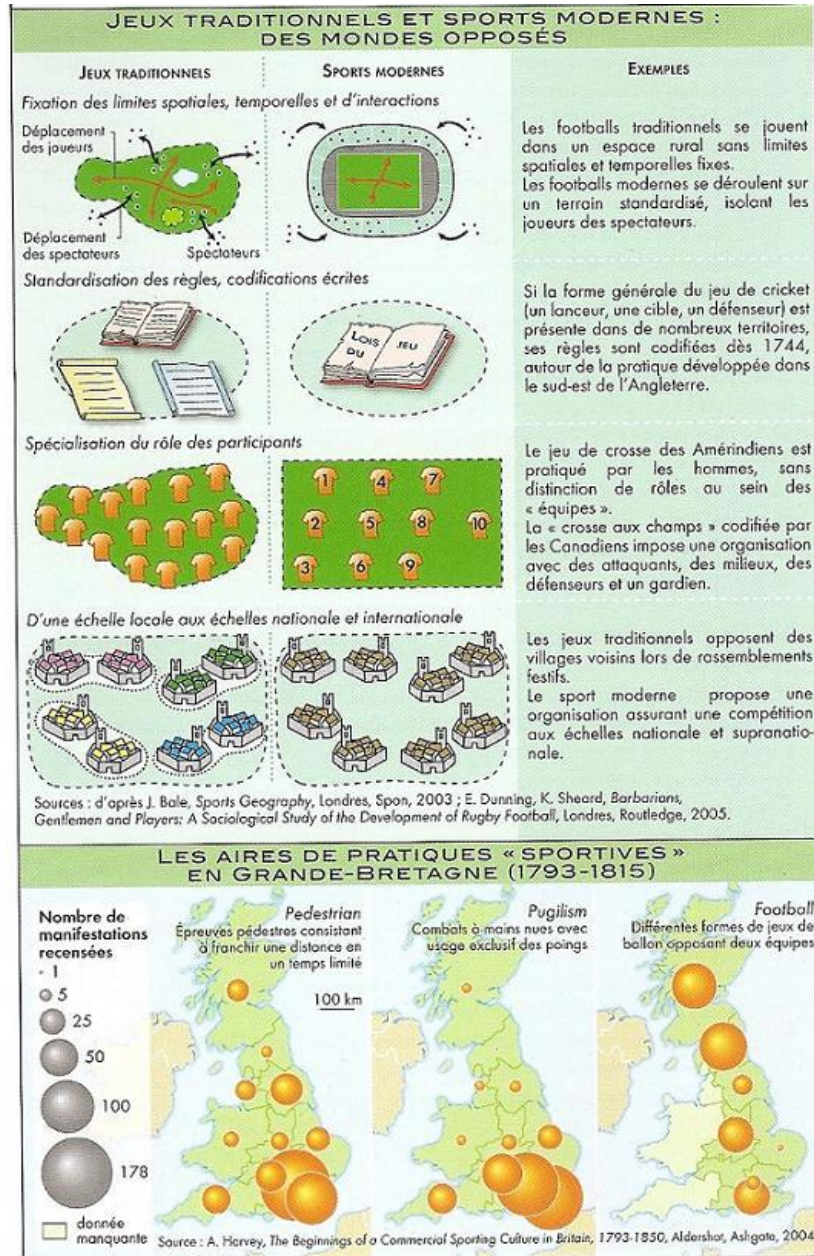 JEUX TRADITIONNELS ET SPORTS MODERNES :
DES MONDES OPPOSÉS
JEUX TRADITIONNELS
SPORTS MODERNES
EXEMPLES
Fixation des limites spatiales, temporelles et d'interactions
Déplacement
des joueurs
Déplacement
des spectateurs
Spectateurs
Les footballs traditionnels se jouent
dans un espace rural sans limites
spatiales et temporelles fixes.
Les footballs modernes se déroulent sur
un terrain standardisé, isolant les
joueurs des spectateurs.
Standardisation des règles, codifications écrites
LOIS
DU
JEU
Si la forme générale du jeu de cricket
(un lanceur, une cible, un défenseur) est
présente dans de nombreux territoires,
ses règles sont codifiées dès 1744,
autour de la pratique développée dans
le sud-est de l'Angleterre.
Spécialisation du rôle des participants
1 4 7
2 5 8 10
3 6 9
Le jeu de crosse des Amérindiens est
pratiqué par les hommes, sans
distinction de rôles au sein des
« équipes ».
La « crosse aux champs » codifiée par
les Canadiens impose une organisation
avec des attaquants, des milieux, des
défenseurs et un gardien.
D'une échelle locale aux échelles nationale et internationale
Les jeux traditionnels opposent des
villages voisins lors de rassemblements
festifs.
Le sport moderne propose une
organisation assurant une compétition
aux échelles nationale et supranatio-
nale.
Sources : d'après J. Bale, Sports Geography, Londres, Spon, 2003 ; E. Dunning, K. Sheard, Barbarians,
Gentlemen and Players: A Sociological Study of the Development of Rugby Football, Londres, Routledge, 2005.
LES AIRES DE PRATIQUES « SPORTIVES »
EN GRANDE-BRETAGNE (1793-1815)
Nombre de
manifestations
recensées
1
5
25
50
100
178
donnée
manquante
Pedestrian
Épreuves pédestres consistant
à franchir une distance en
un temps limité
100 km
Pugilism
Combats à mains nues avec
usage exclusif des poings
Football
Différentes formes de jeux de
ballon opposant deux équipes
Source : A. Harvey, The Beginnings of a Commercial Sporting Culture in Britain, 1793-1850, Aldershot, Ashgate, 2004